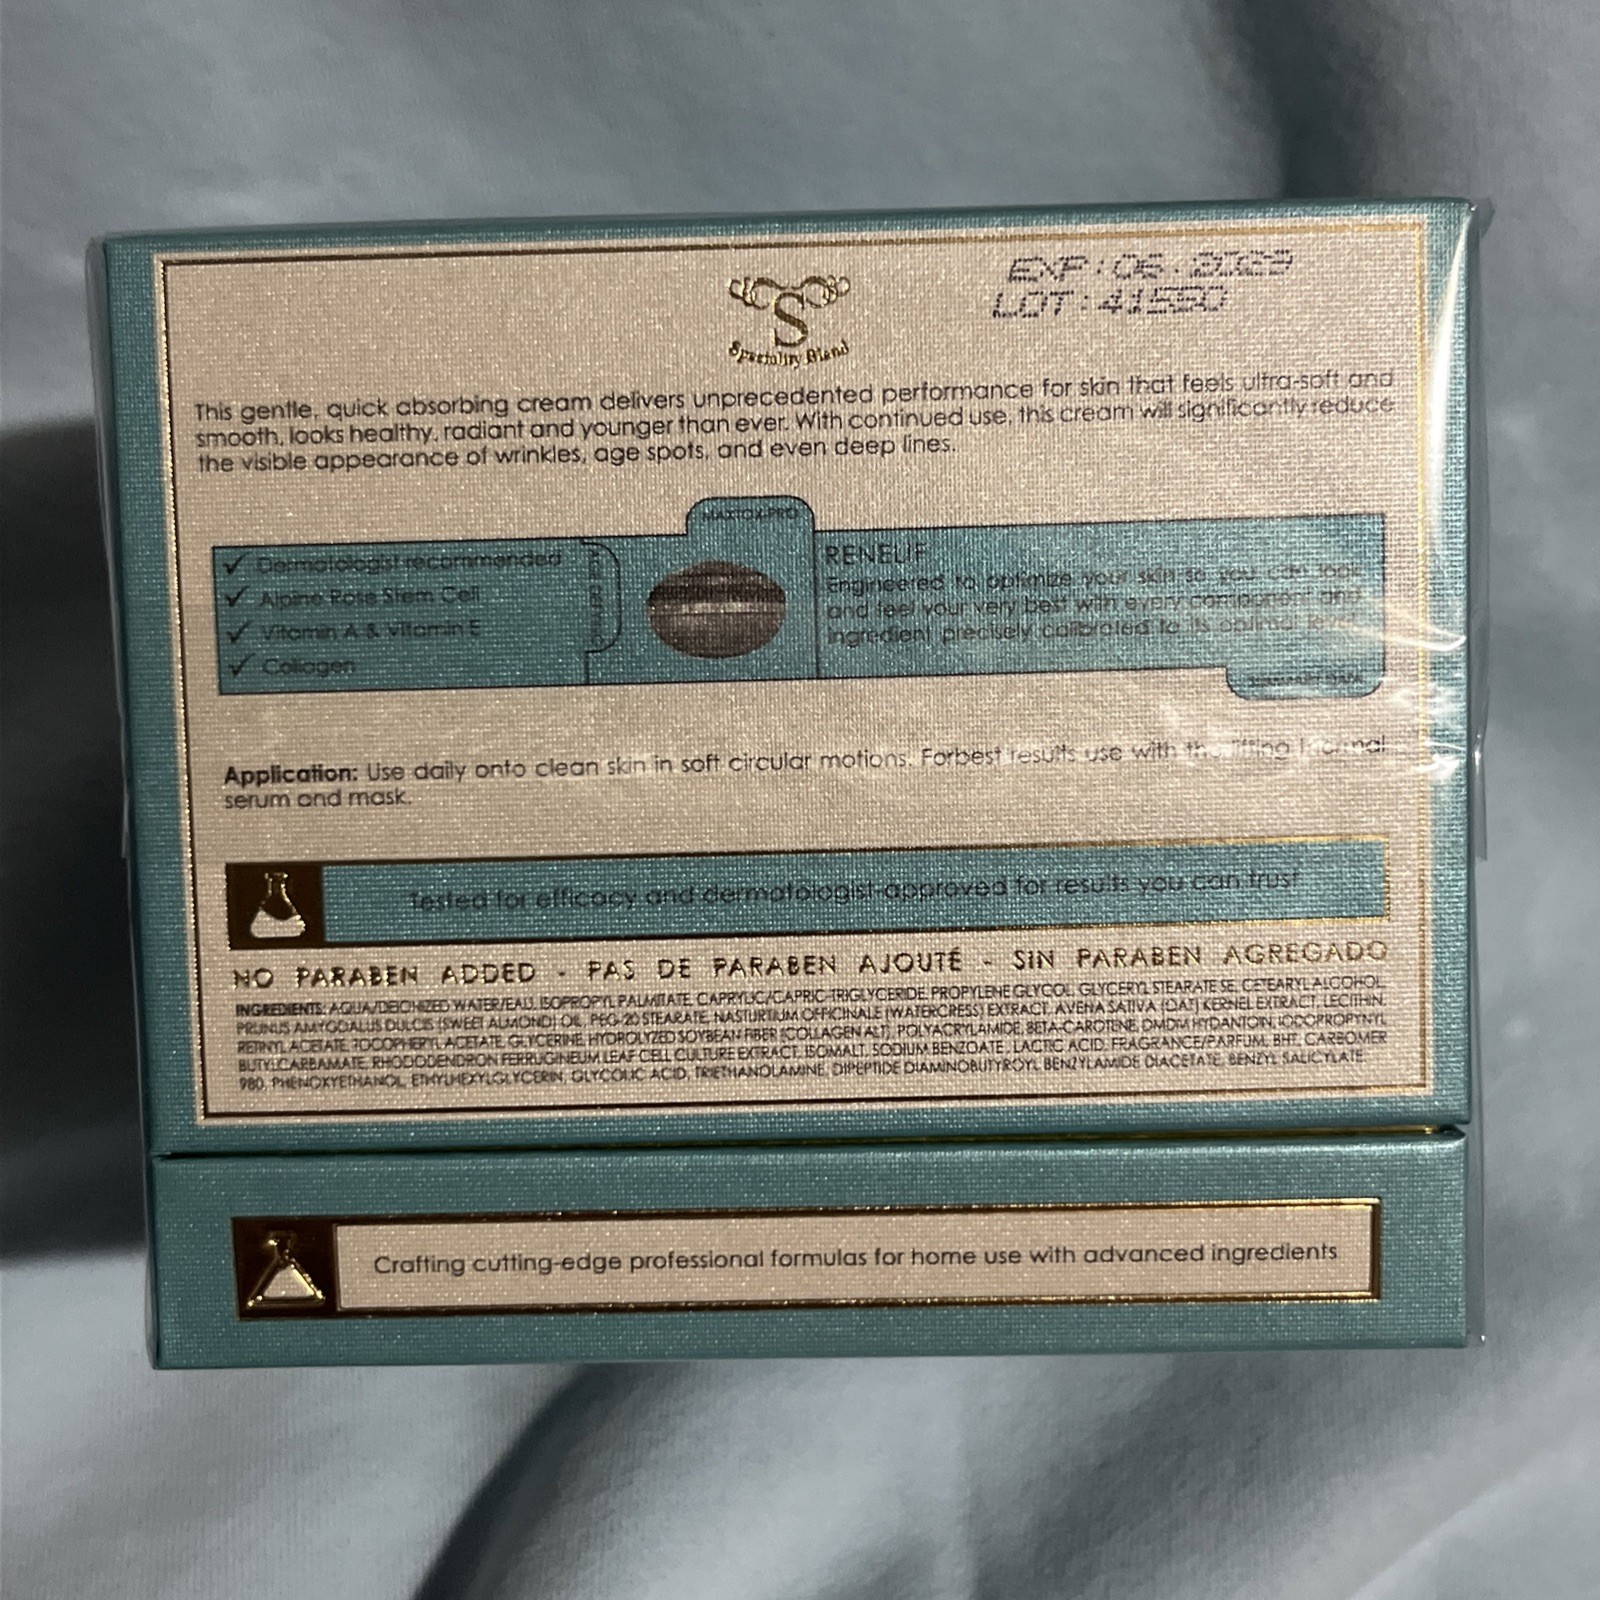 EXP : 06 . 2029
LOT : 41550
S
Speciality Blend
This gentle, quick absorbing cream delivers unprecedented performance for skin that feels ultra-soft and
smooth, looks healthy, radiant and younger than ever. With continued use, this cream will significantly reduce
the visible appearance of wrinkles, age spots, and even deep lines.
MAXTOX-PRO
✓ Dermatologist recommended
✓ Alpine Rose Stem Cell
✓ Vitamin A & Vitamin E
✓ Collagen
RENELIF
Engineered to optimize your skin so you can look
and feel your very best with every component and
ingredient precisely calibrated to its optimal level.
Application: Use daily onto clean skin in soft circular motions. Forbest results use with the lifting
serum and mask.
Tested for efficacy and dermatologist-approved for results you can trust
NO PARABEN ADDED - PAS DE PARABEN AJOUTÉ - SIN PARABEN AGREGADO
INGREDIENTS: AQUA/DEIONIZED WATER/EAU, ISOPROPYL PALMITATE, CAPRYLIC/CAPRIC TRIGLYCERIDE, PROPYLENE GLYCOL, GLYCERYL STEARATE SE, CETEARYL ALCOHOL,
PRUNUS AMYGDALUS DULCIS (SWEET ALMOND) OIL, PEG-20 STEARATE, NASTURTIUM OFFICINALE (WATERCRESS) EXTRACT, AVENA SATIVA (OAT) KERNEL EXTRACT, LECITHIN,
RETINYL ACETATE, TOCOPHERYL ACETATE, GLYCERINE, HYDROLYZED SOYBEAN FIBER (COLLAGEN ALT), POLYACRYLAMIDE, BETA-CAROTENE, DMDM HYDANTOIN, IODOPROPYNYL
BUTYLCARBAMATE, RHODODENDRON FERRUGINEUM LEAF CELL CULTURE EXTRACT, ISOMALT, SODIUM BENZOATE, LACTIC ACID, FRAGRANCE/PARFUM, BHT, CARBOMER
980, PHENOXYETHANOL, ETHYLHEXYLGLYCERIN, GLYCOLIC ACID, TRIETHANOLAMINE, DIPEPTIDE DIAMINOBUTYROYL BENZYLAMIDE DIACETATE, BENZYL SALICYLATE.
Crafting cutting-edge professional formulas for home use with advanced ingredients